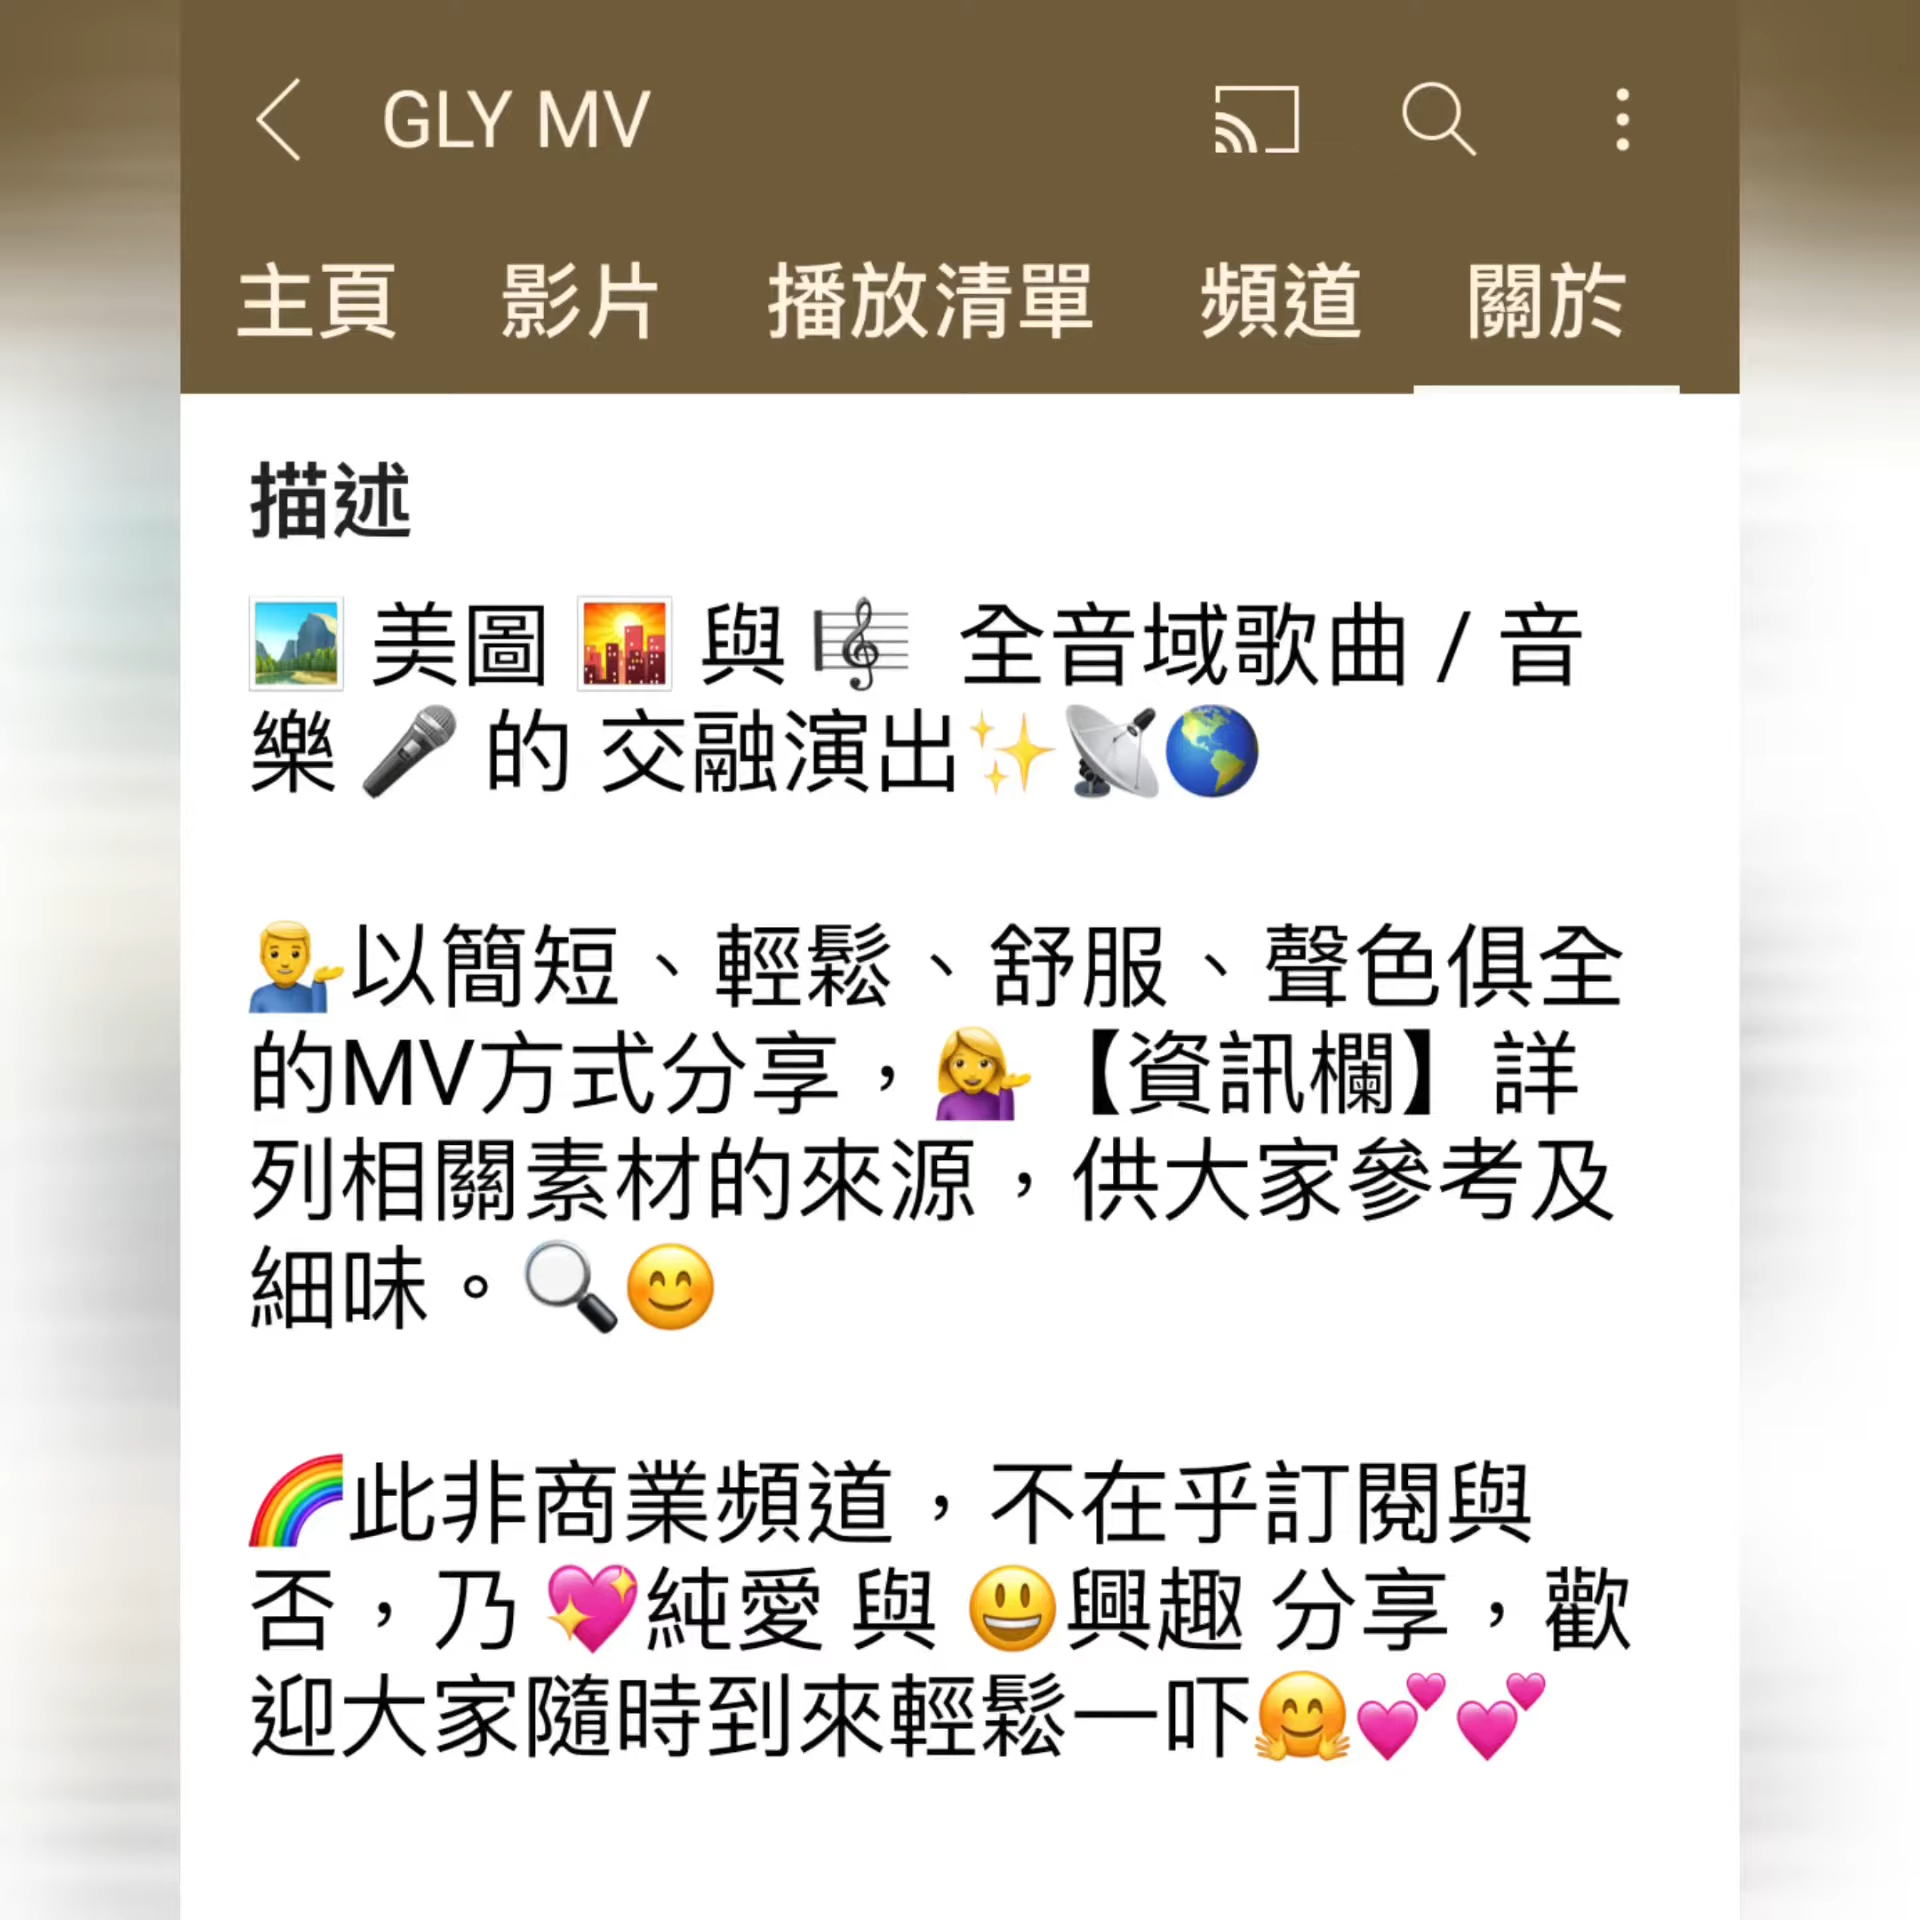 GLY MV
主頁 影片 播放清單 頻道 關於
描述
🏞️ 美圖 🌇 與 🎼 全音域歌曲 / 音
樂 🎤 的 交融演出✨📡🌎
💁‍♂️以簡短、輕鬆、舒服、聲色俱全
的MV方式分享，💁‍♀️【資訊欄】 詳
列相關素材的來源，供大家參考及
細味。🔍😊
🌈此非商業頻道，不在乎訂閱與
否，乃 💖純愛 與 😃興趣 分享，歡
迎大家隨時到來輕鬆一吓🤗💕💕